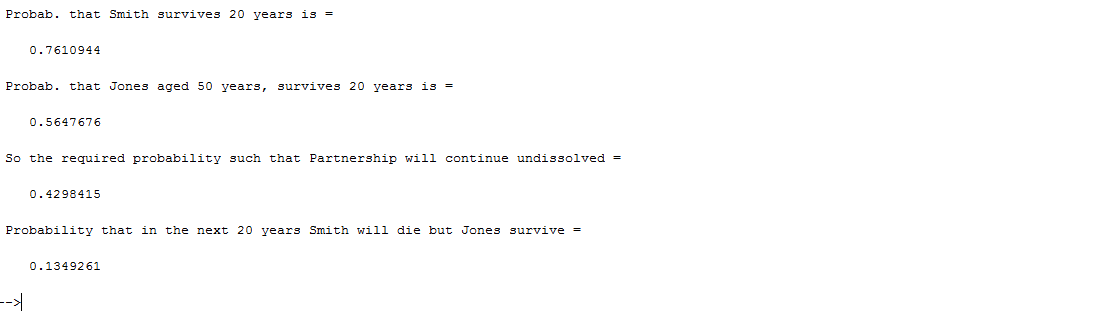 Probab. that Smith survives 20 years is =
0.7610944
Probab. that Jones aged 50 years, survives 20 years is =
0.5647676
So the required probability such that Partnership will continue undissolved =
0.4298415
Probability that in the next 20 years Smith will die but Jones survive =
0.1349261
-->